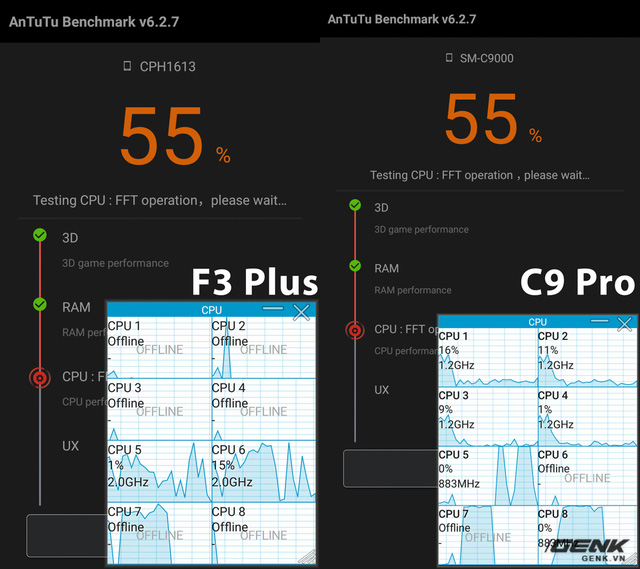 AnTuTu Benchmark v6.2.7
CPH1613
55 %
Testing CPU : FFT operation, please wait...
3D
3D game performance
F3 Plus
RAM
RAM perf
CPU : F
CPU perf
UX
CPU
CPU 1
Offline
OFFLINE
CPU 2
Offline
OFFLINE
CPU 3
Offline
OFFLINE
CPU 4
Offline
OFFLINE
CPU 5
1%
2.0GHz
CPU 6
15%
2.0GHz
CPU 7
Offline
OFFLINE
CPU 8
Offline
OFFLINE
AnTuTu Benchmark v6.2.7
SM-C9000
55 %
Testing CPU : FFT operation , please wait...
3D
3D game performance
RAM
RAM performance
C9 Pro
CPU : FFT op
CPU performan
UX
CPU
CPU 1
16%
1.2GHz
CPU 2
11%
1.2GHz
CPU 3
9%
1.2GHz
CPU 4
1%
1.2GHz
CPU 5
0%
883MHz
CPU 6
Offline
OFFLINE
CPU 7
Offline
OFFLINE
CPU 8
0%
883MHz
GENK
GENK.VN